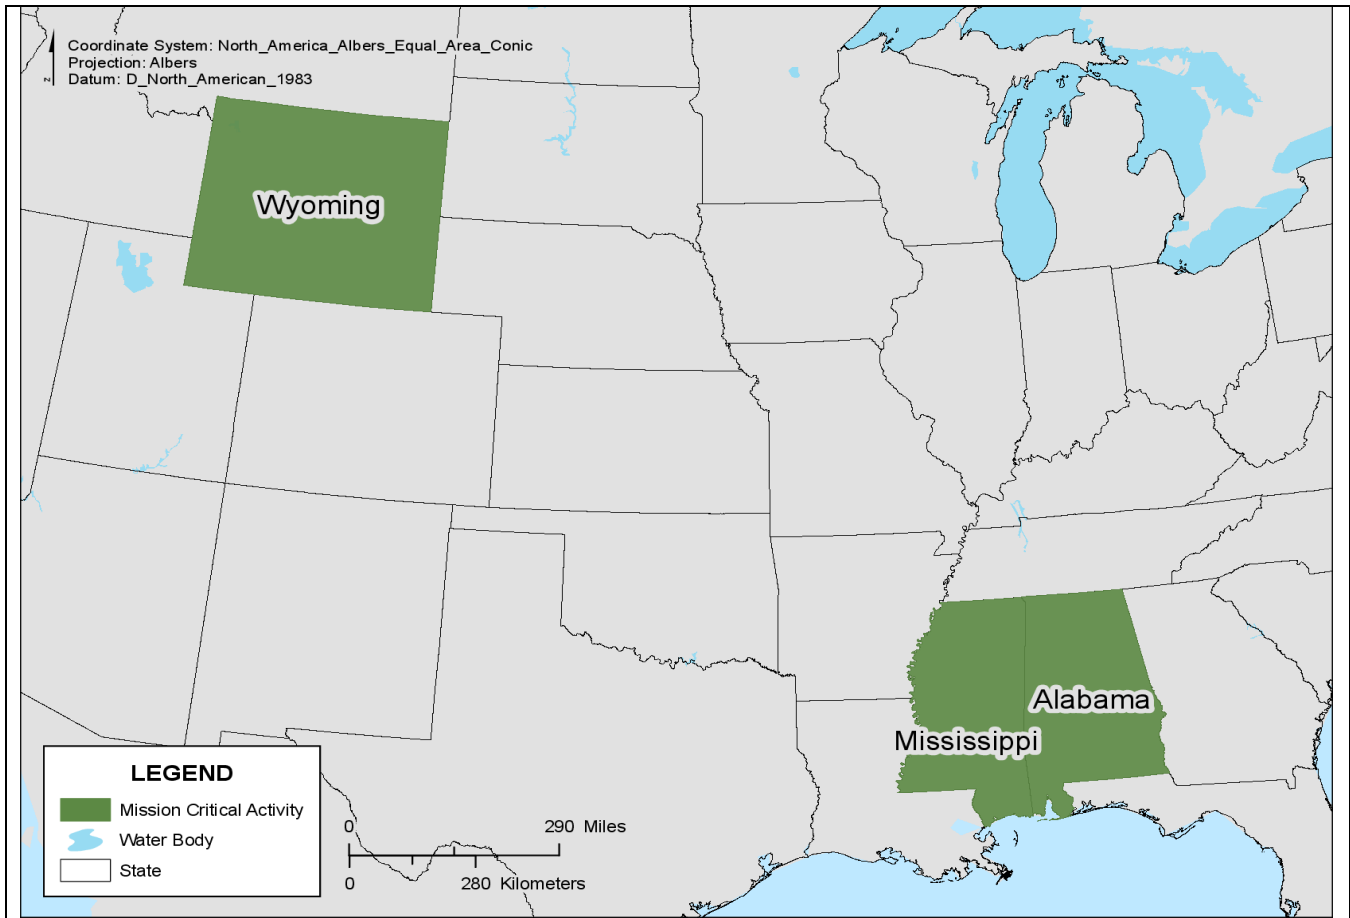 Coordinate System: North_America_Albers_Equal_Area_Conic
Projection: Albers
Datum: D_North_American_1983
N
Wyoming
Alabama
Mississippi
LEGEND
Mission Critical Activity
Water Body
State
0 290 Miles
0 280 Kilometers